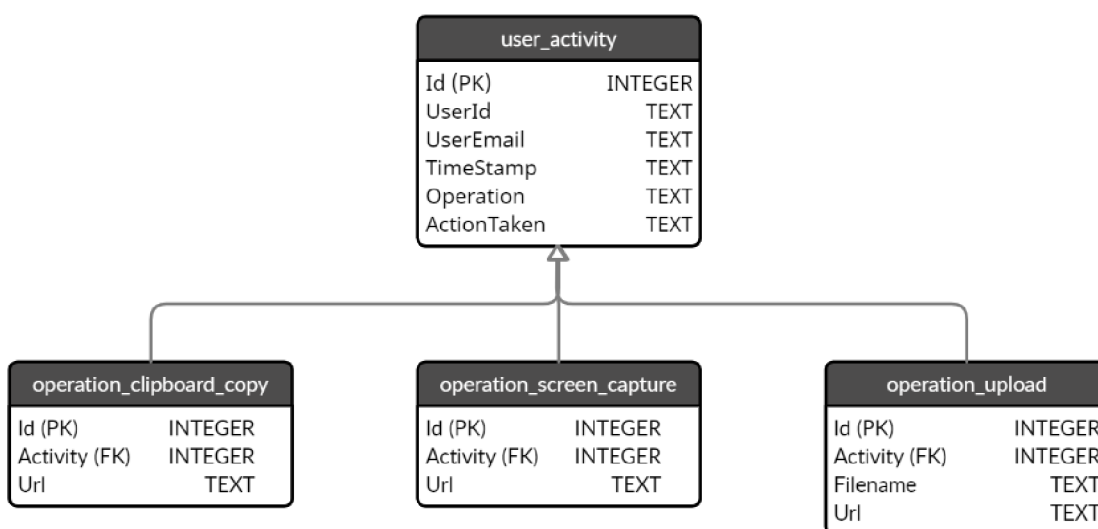 user_activity
Id (PK) INTEGER
UserId TEXT
UserEmail TEXT
TimeStamp TEXT
Operation TEXT
ActionTaken TEXT
operation_clipboard_copy
Id (PK) INTEGER
Activity (FK) INTEGER
Url TEXT
operation_screen_capture
Id (PK) INTEGER
Activity (FK) INTEGER
Url TEXT
operation_upload
Id (PK) INTEGER
Activity (FK) INTEGER
Filename TEXT
Url TEXT